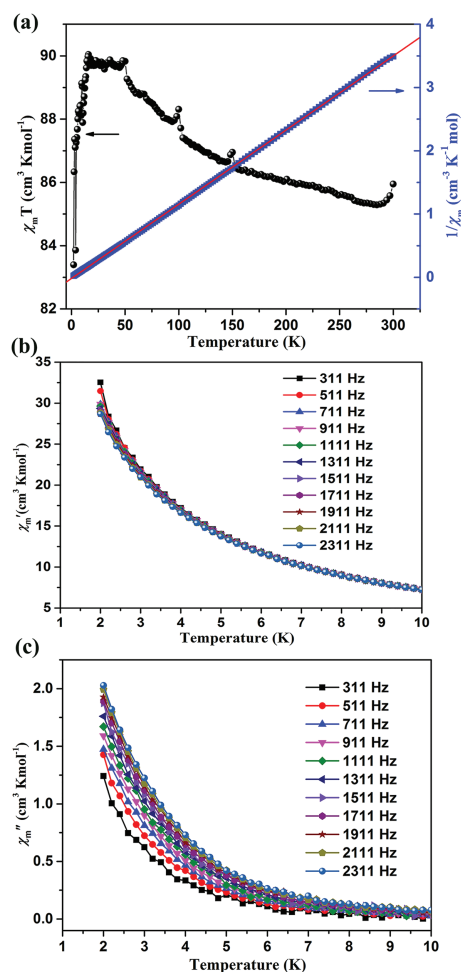 (a)
90
88
86
83
82
χmT (cm³ Kmol⁻¹)
4
3
2
1
0
1/χm (cm⁻³ K⁻¹ mol)
0 50 100 150 200 250 300
Temperature (K)
(b)
35
30
25
20
15
10
5
χm (cm³ Kmol⁻¹)
311 Hz
511 Hz
711 Hz
911 Hz
1111 Hz
1311 Hz
1511 Hz
1711 Hz
1911 Hz
2111 Hz
2311 Hz
1 2 3 4 5 6 7 8 9 10
Temperature (K)
(c)
2.0
1.5
1.0
0.5
0.0
χm″ (cm³ Kmol⁻¹)
311 Hz
511 Hz
711 Hz
911 Hz
1111 Hz
1311 Hz
1511 Hz
1711 Hz
1911 Hz
2111 Hz
2311 Hz
1 2 3 4 5 6 7 8 9 10
Temperature (K)